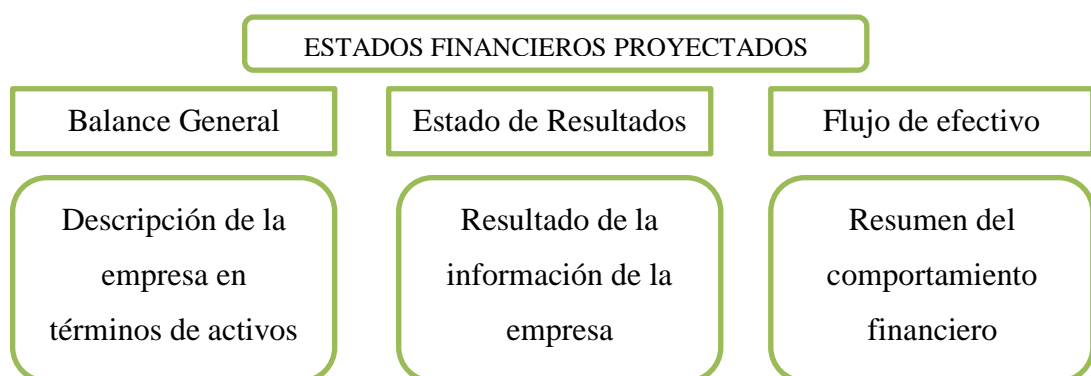 ESTADOS FINANCIEROS PROYECTADOS
Balance General
Estado de Resultados
Flujo de efectivo
Descripción de la
empresa en
términos de activos
Resultado de la
información de la
empresa
Resumen del
comportamiento
financiero